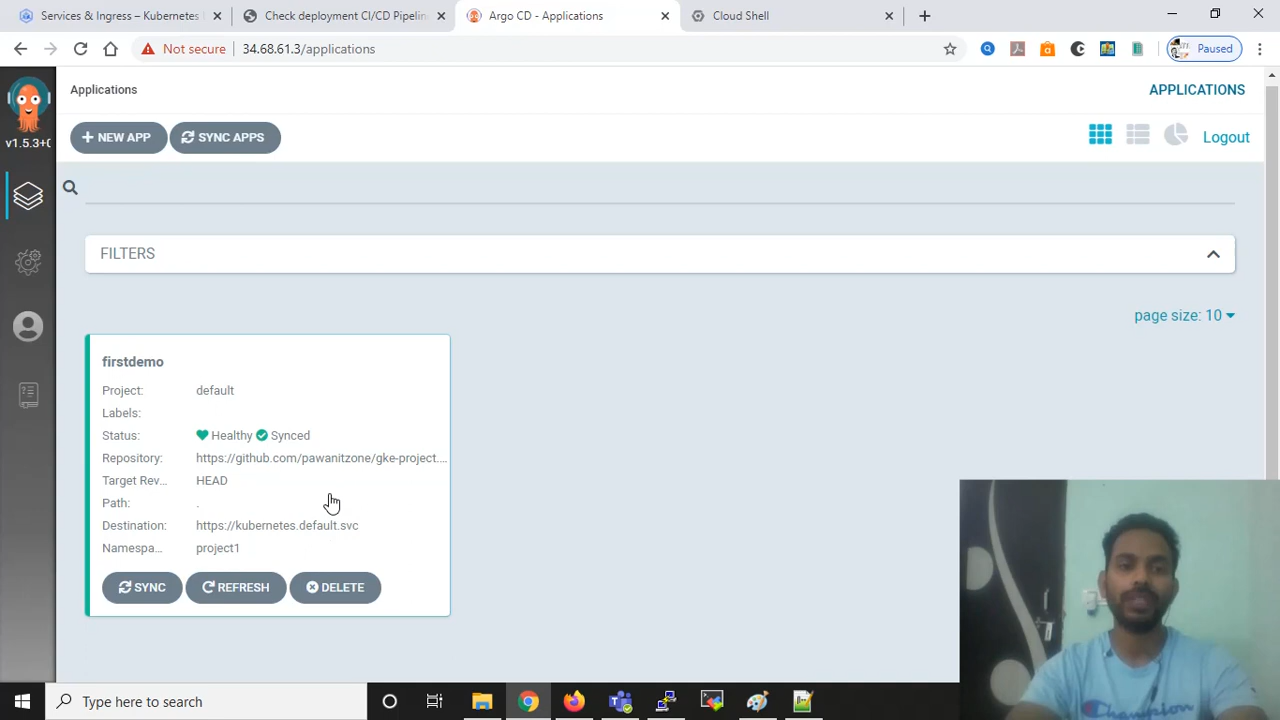 Services & Ingress – Kubernetes
Check deployment CI/CD Pipelin
Argo CD - Applications
Cloud Shell
Not secure
34.68.61.3/applications
Paused
v1.5.3+0
Applications
APPLICATIONS
NEW APP
SYNC APPS
Logout
FILTERS
page size: 10
firstdemo
Project: default
Labels:
Status: Healthy Synced
Repository: https://github.com/pawanitzone/gke-project....
Target Rev... HEAD
Path: .
Destination: https://kubernetes.default.svc
Namespa... project1
SYNC
REFRESH
DELETE
Type here to search
Champion